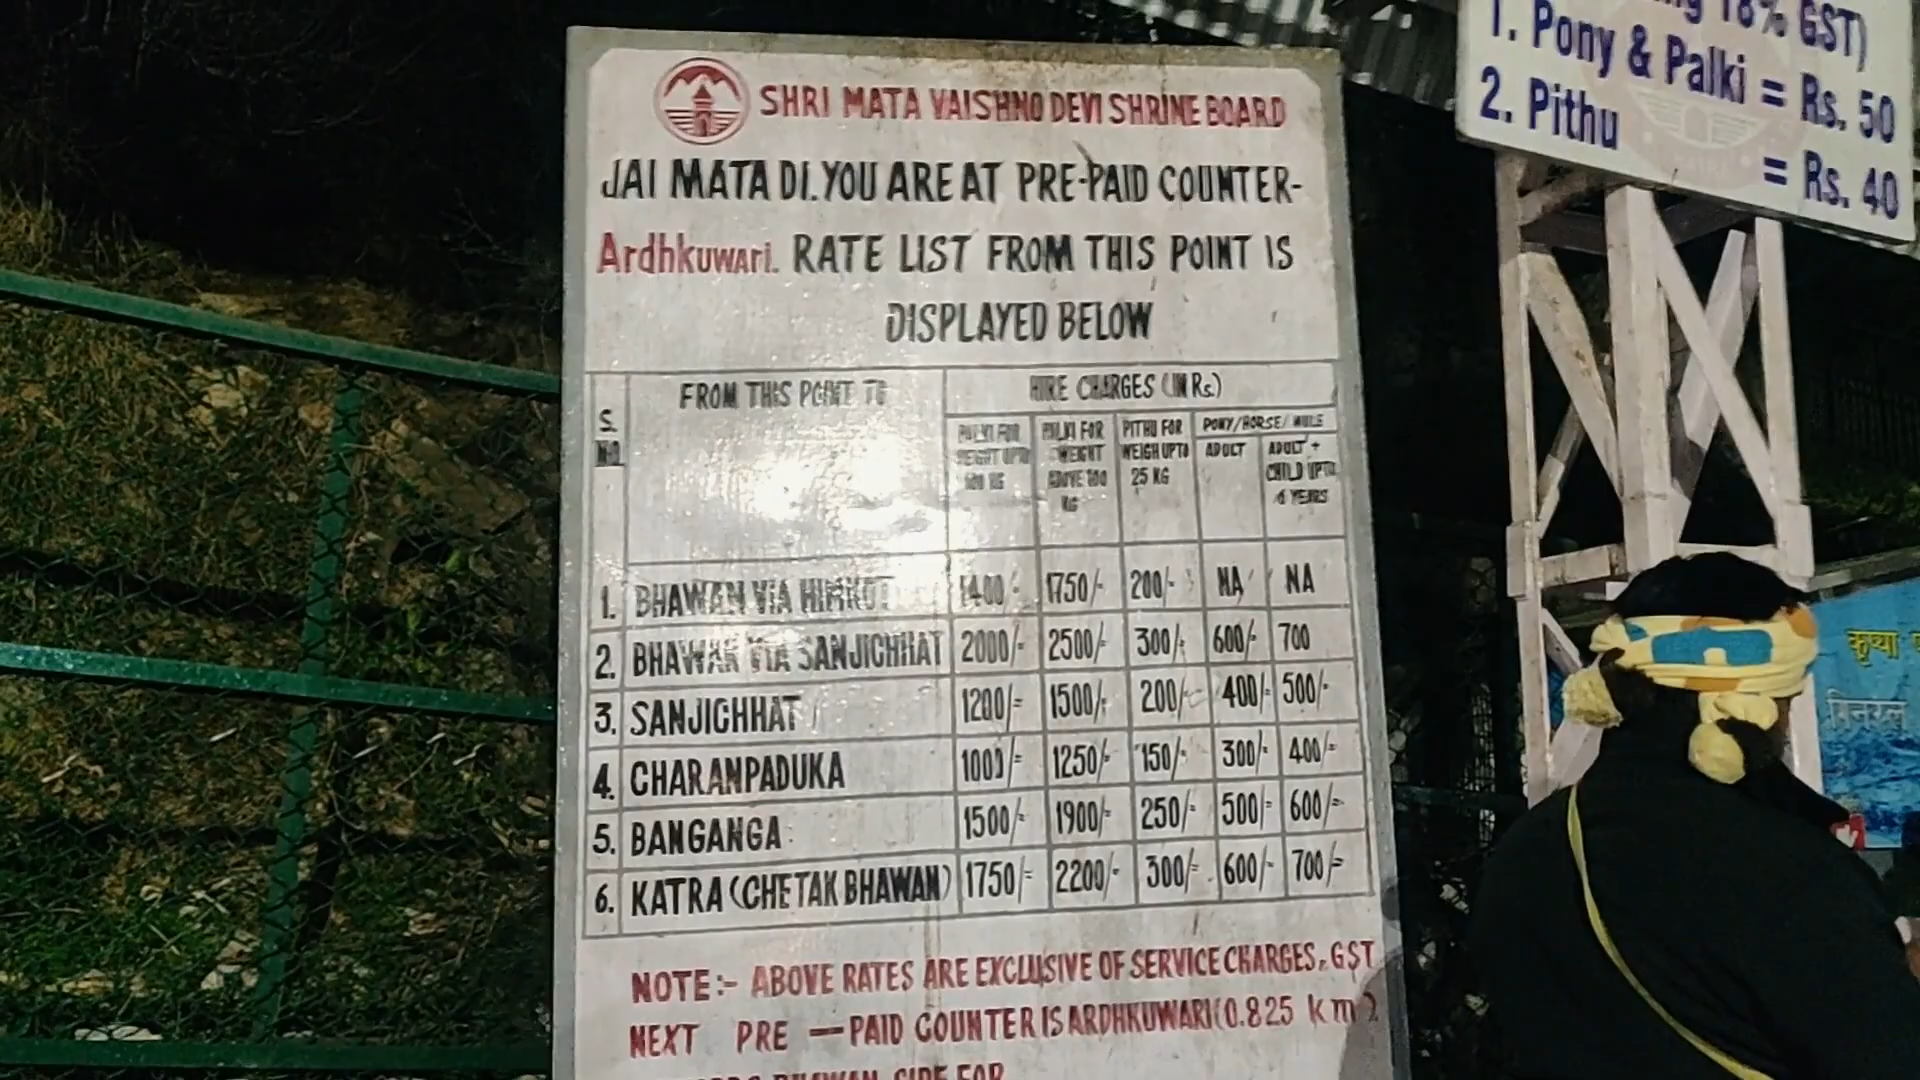 SHRI MATA VAISHNO DEVI SHRINE BOARD
JAI MATA DI. YOU ARE AT PRE-PAID COUNTER-
Ardhkuwari. RATE LIST FROM THIS POINT IS
DISPLAYED BELOW
S. NO. FROM THIS POINT TO HIRE CHARGES (IN Rs.)
PALKI FOR WEIGHT UPTO 100 KG PALKI FOR WEIGHT ABOVE 100 KG PITHU FOR WEIGH UPTO 25 KG PONY/HORSE/MULE
ADULT ADULT + CHILD UPTO 6 YEARS
1. BHAWAN VIA HIMKOTI 1400/- 1750/- 200/- NA NA
2. BHAWAN VIA SANJICHHAT 2000/- 2500/- 300/- 600/- 700
3. SANJICHHAT 1200/- 1500/- 200/- 400/- 500/-
4. CHARANPADUKA 1000/- 1250/- 150/- 300/- 400/-
5. BANGANGA 1500/- 1900/- 250/- 500/- 600/-
6. KATRA (CHETAK BHAWAN) 1750/- 2200/- 300/- 600/- 700/-
NOTE:- ABOVE RATES ARE EXCLUSIVE OF SERVICE CHARGES, GST
NEXT PRE-PAID COUNTER IS ARDHKUWARI (0.825 km)
BHAWAN SIDE FOR
18% GST)
1. Pony & Palki = Rs. 50
2. Pithu = Rs. 40
कृप्या